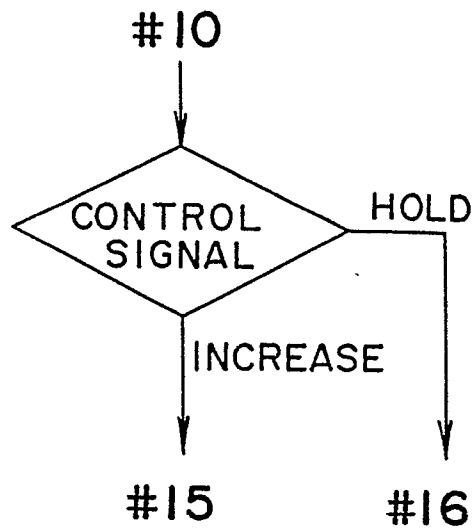 #10
CONTROL
SIGNAL
HOLD
INCREASE
#15
#16